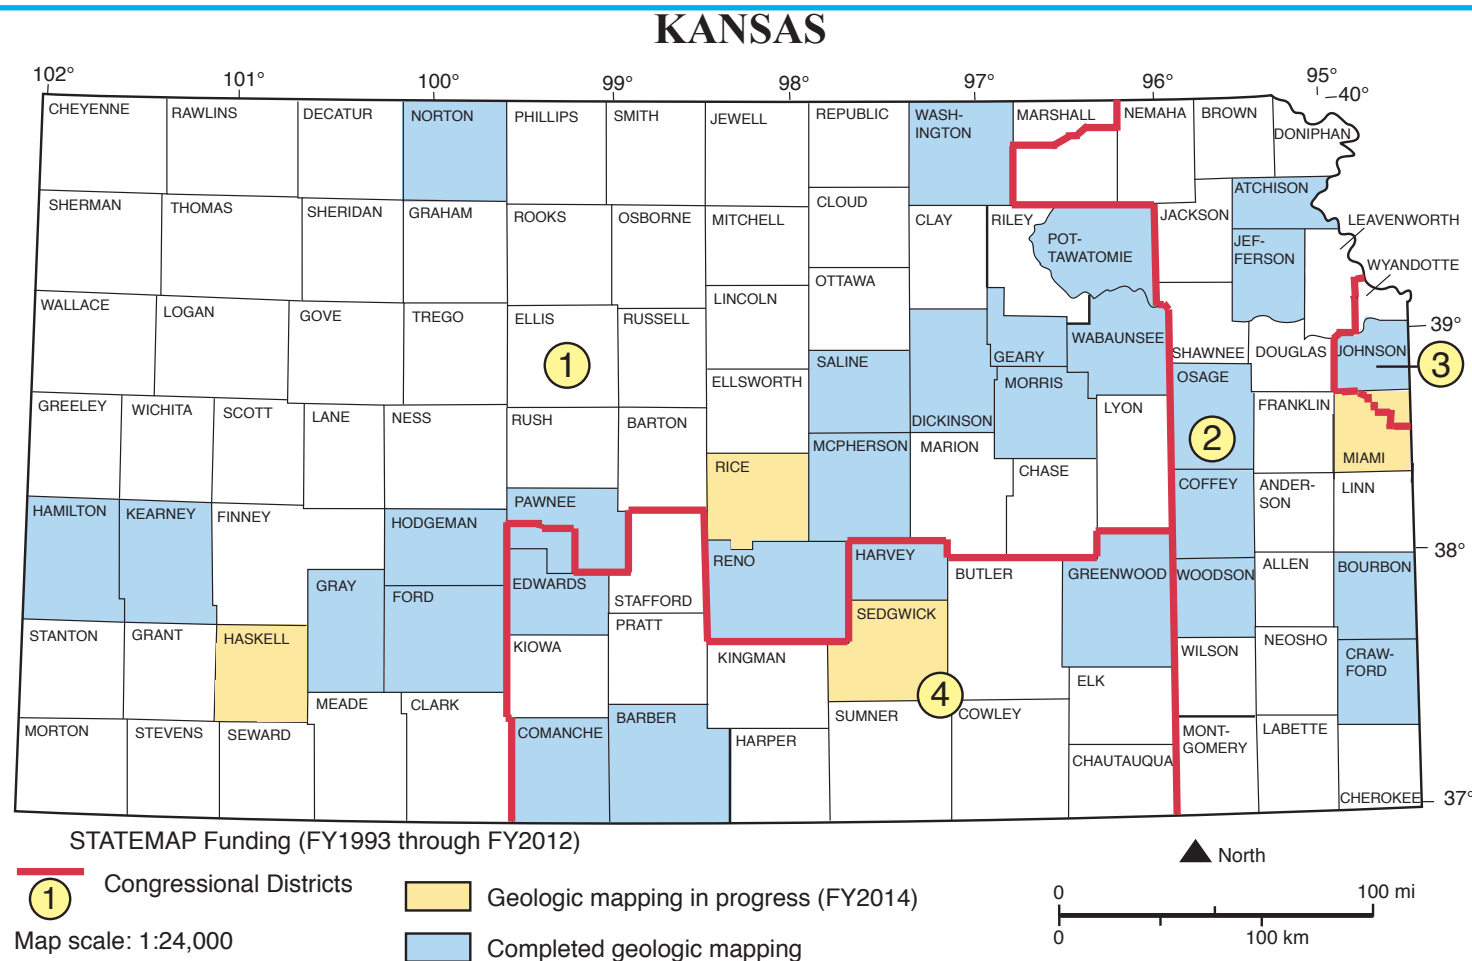 KANSAS
102°
101°
100°
99°
98°
97°
96°
95°
40°
CHEYENNE
RAWLINS
DECATUR
NORTON
PHILLIPS
SMITH
JEWELL
REPUBLIC
WASH-
INGTON
MARSHALL
NEMAHA
BROWN
DONIPHAN
SHERMAN
THOMAS
SHERIDAN
GRAHAM
ROOKS
OSBORNE
MITCHELL
CLOUD
CLAY
RILEY
POT-
TAWATOMIE
JACKSON
ATCHISON
JEF-
FERSON
LEAVENWORTH
WYANDOTTE
WALLACE
LOGAN
GOVE
TREGO
ELLIS
RUSSELL
LINCOLN
OTTAWA
SALINE
DICKINSON
GEARY
MORRIS
WABAUNSEE
SHAWNEE
DOUGLAS
JOHNSON
39°
1
3
GREELEY
WICHITA
SCOTT
LANE
NESS
RUSH
BARTON
ELLSWORTH
MCPHERSON
MARION
CHASE
LYON
OSAGE
2
FRANKLIN
MIAMI
HAMILTON
KEARNEY
FINNEY
HODGEMAN
PAWNEE
RICE
COFFEY
ANDER-
SON
LINN
38°
GRAY
FORD
EDWARDS
STAFFORD
RENO
HARVEY
BUTLER
GREENWOOD
WOODSON
ALLEN
BOURBON
STANTON
GRANT
HASKELL
KIOWA
PRATT
KINGMAN
SEDGWICK
4
ELK
WILSON
NEOSHO
CRAW-
FORD
MORTON
STEVENS
SEWARD
MEADE
CLARK
COMANCHE
BARBER
HARPER
SUMNER
COWLEY
CHAUTAUQUA
MONT-
GOMERY
LABETTE
CHEROKEE
37°
STATEMAP Funding (FY1993 through FY2012)
1
Congressional Districts
Map scale: 1:24,000
Geologic mapping in progress (FY2014)
Completed geologic mapping
North
0
100 mi
0
100 km